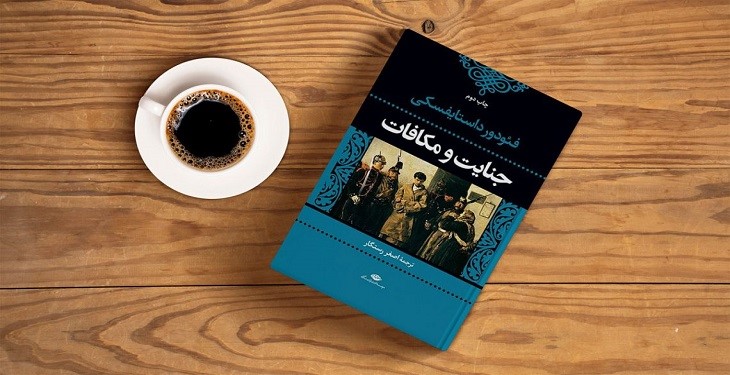 چاپ دوم
فئودور داستایفسکی
جنایت و مکافات
ترجمهٔ اصغر رستگار